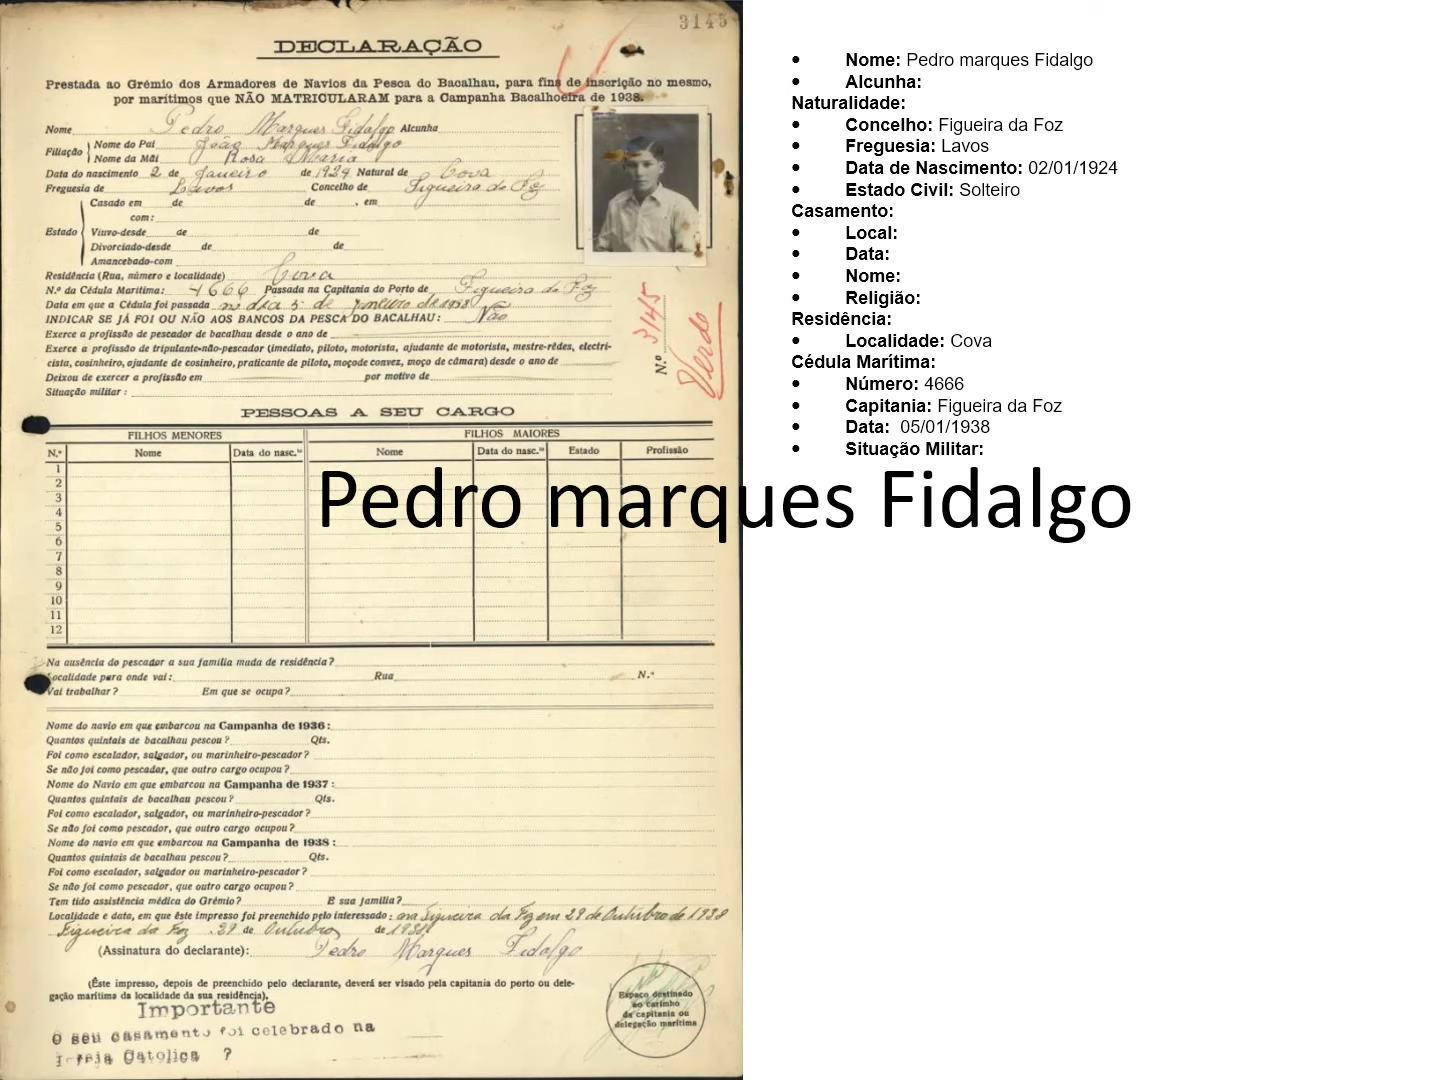 3145
DECLARAÇÃO
Prestada ao Grémio dos Armadores de Navios da Pesca do Bacalhau, para fins de inscrição no mesmo,
por marítimos que NÃO MATRICULARAM para a Campanha Bacalhoeira de 1938.
Nome Pedro Marques Fidalgo Alcunha
Filiação Nome do Pai João Marques Fidalgo
Nome da Mãi Rosa Maria
Data do nascimento 2 de Janeiro de 1924 Natural de Cova
Freguesia de Lavos Concelho de Figueira da Foz
Casado em de de , em
com:
Estado Viuvo-desde de de
Divorciado-desde de de
Amancebado-com
Residência (Rua, número e localidade) Cova
N.º da Cédula Marítima: 4666 Passada na Capitania do Porto de Figueira da Foz
Data em que a Cédula foi passada no dia 5 de Janeiro de 1938
INDICAR SE JÁ FOI OU NÃO AOS BANCOS DA PESCA DO BACALHAU: Não
Exerce a profissão de pescador de bacalhau desde o ano de
Exerce a profissão de tripulante-não-pescador (imediato, piloto, motorista, ajudante de motorista, mestre-rêdes, electri-
cista, cosinheiro, ajudante de cosinheiro, praticante de piloto, moço de convez, moço de câmara) desde o ano de
Deixou de exercer a profissão em por motivo de
Situação militar :
N.º 3145
Verde
PESSOAS A SEU CARGO
FILHOS MENORES FILHOS MAIORES
N.º Nome Data do nasc.to Nome Data do nasc.to Estado Profissão
1
2
3
4
5
6
7
8
9
10
11
12
Na ausência do pescador a sua família muda de residência?
Localidade para onde vai: Rua N.º
Vai trabalhar? Em que se ocupa?
Nome do navio em que embarcou na Campanha de 1936 :
Quantos quintais de bacalhau pescou? Qts.
Foi como escalador, salgador, ou marinheiro-pescador?
Se não foi como pescador, que outro cargo ocupou?
Nome do Navio em que embarcou na Campanha de 1937 :
Quantos quintais de bacalhau pescou? Qts.
Foi como escalador, salgador, ou marinheiro-pescador?
Se não foi como pescador, que outro cargo ocupou?
Nome do navio em que embarcou na Campanha de 1938 :
Quantos quintais de bacalhau pescou? Qts.
Foi como escalador, salgador ou marinheiro-pescador?
Se não foi como pescador, que outro cargo ocupou?
Tem tido assistência médica do Grémio? E sua família?
Localidade e data, em que êste impresso foi preenchido pelo interessado: na Figueira da Foz em 29 de Outubro de 1938
Figueira da Foz 29 de Outubro de 1938
(Assinatura do declarante): Pedro Marques Fidalgo
(Êste impresso, depois de preenchido pelo declarante, deverá ser visado pela capitania do porto ou dele-
gação marítima da localidade da sua residência).
Importante
O seu casamento foi celebrado na
Igreja Catolica ?
Espaço destinado
ao carimbo
da capitania ou
delegação marítima
• Nome: Pedro marques Fidalgo
• Alcunha:
Naturalidade:
• Concelho: Figueira da Foz
• Freguesia: Lavos
• Data de Nascimento: 02/01/1924
• Estado Civil: Solteiro
Casamento:
• Local:
• Data:
• Nome:
• Religião:
Residência:
• Localidade: Cova
Cédula Marítima:
• Número: 4666
• Capitania: Figueira da Foz
• Data: 05/01/1938
• Situação Militar:
Pedro marques Fidalgo